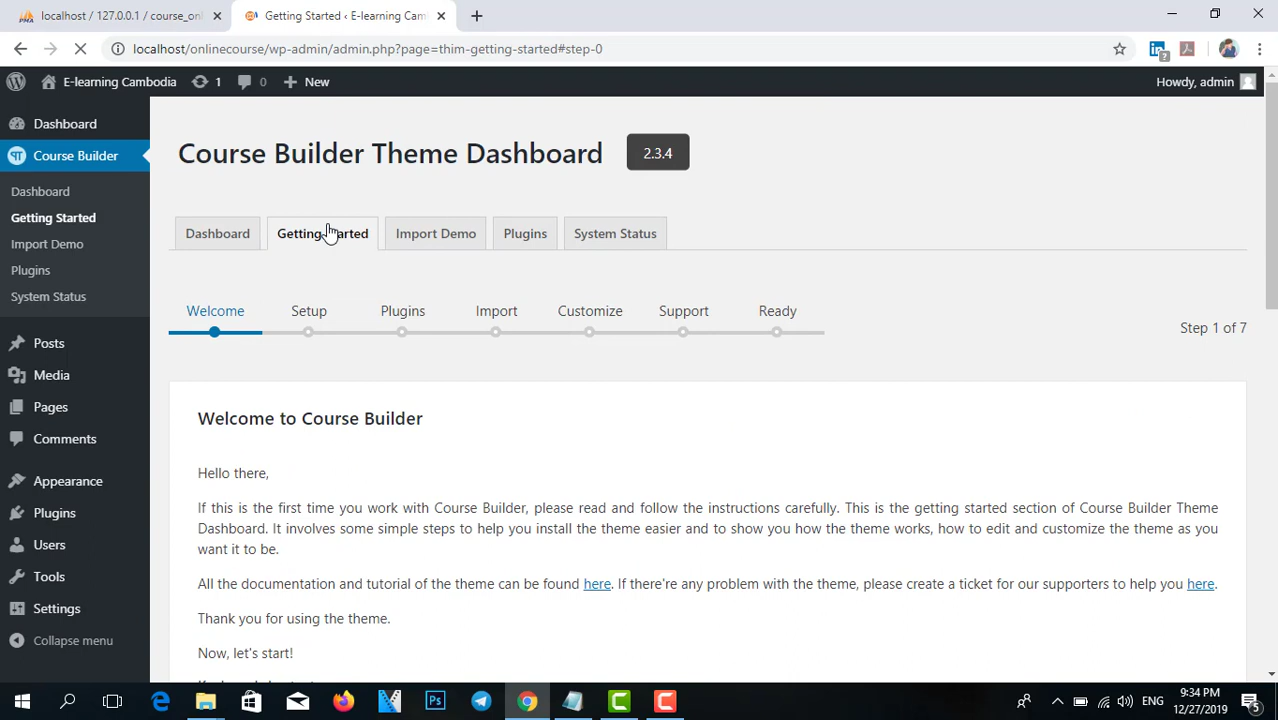 localhost / 127.0.0.1 / course_onl
Getting Started ‹ E-learning Cam
localhost/onlinecourse/wp-admin/admin.php?page=thim-getting-started#step-0
E-learning Cambodia 1 0 New Howdy, admin
Dashboard
Course Builder
Dashboard
Getting Started
Import Demo
Plugins
System Status
Posts
Media
Pages
Comments
Appearance
Plugins
Users
Tools
Settings
Collapse menu
Course Builder Theme Dashboard 2.3.4
Dashboard Getting Started Import Demo Plugins System Status
Welcome Setup Plugins Import Customize Support Ready
Step 1 of 7
Welcome to Course Builder
Hello there,
If this is the first time you work with Course Builder, please read and follow the instructions carefully. This is the getting started section of Course Builder Theme
Dashboard. It involves some simple steps to help you install the theme easier and to show you how the theme works, how to edit and customize the theme as you
want it to be.
All the documentation and tutorial of the theme can be found here. If there're any problem with the theme, please create a ticket for our supporters to help you here.
Thank you for using the theme.
Now, let's start!
ENG
9:34 PM
12/27/2019
5